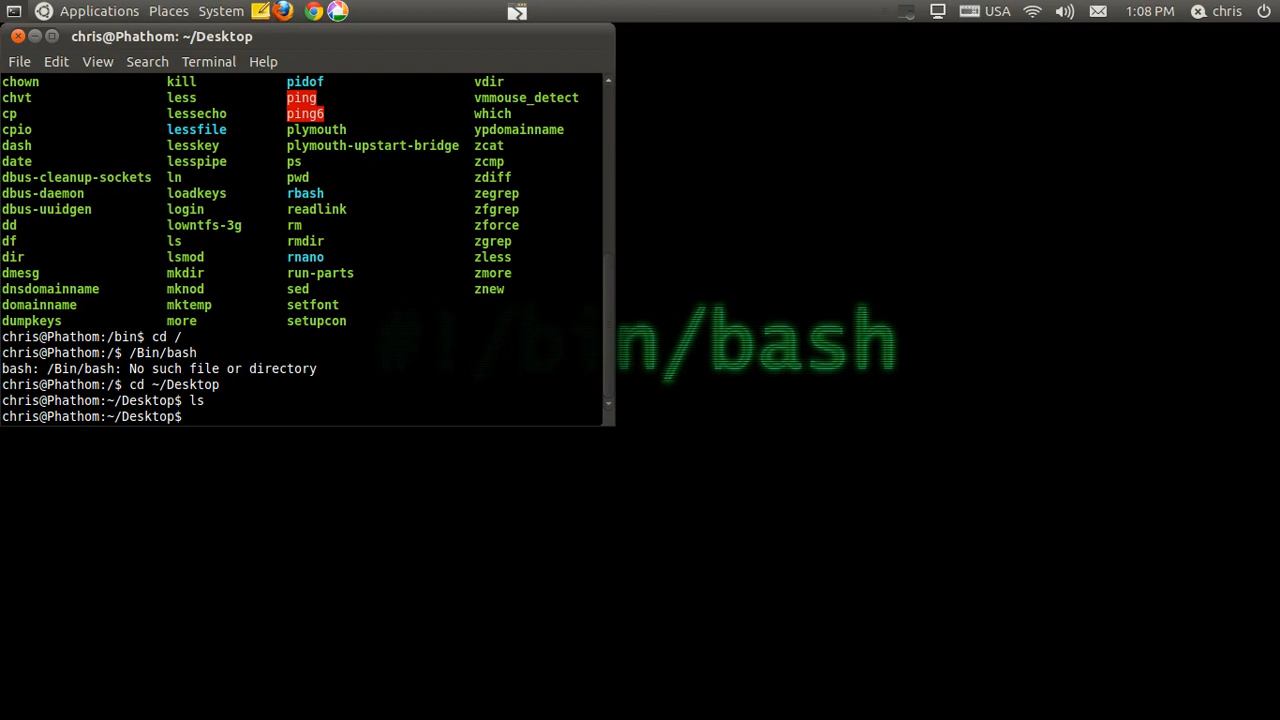 Applications Places System USA 1:08 PM chris
chris@Phathom: ~/Desktop
File Edit View Search Terminal Help
chown kill pidof vdir
chvt less ping vmmouse_detect
cp lessecho ping6 which
cpio lessfile plymouth ypdomainname
dash lesskey plymouth-upstart-bridge zcat
date lesspipe ps zcmp
dbus-cleanup-sockets ln pwd zdiff
dbus-daemon loadkeys rbash zegrep
dbus-uuidgen login readlink zfgrep
dd lowntfs-3g rm zforce
df ls rmdir zgrep
dir lsmod rnano zless
dmesg mkdir run-parts zmore
dnsdomainname mknod sed znew
domainname mktemp setfont
dumpkeys more setupcon
chris@Phathom:/bin$ cd /
chris@Phathom:/$ /Bin/bash
bash: /Bin/bash: No such file or directory
chris@Phathom:/$ cd ~/Desktop
chris@Phathom:~/Desktop$ ls
chris@Phathom:~/Desktop$
#!/bin/bash